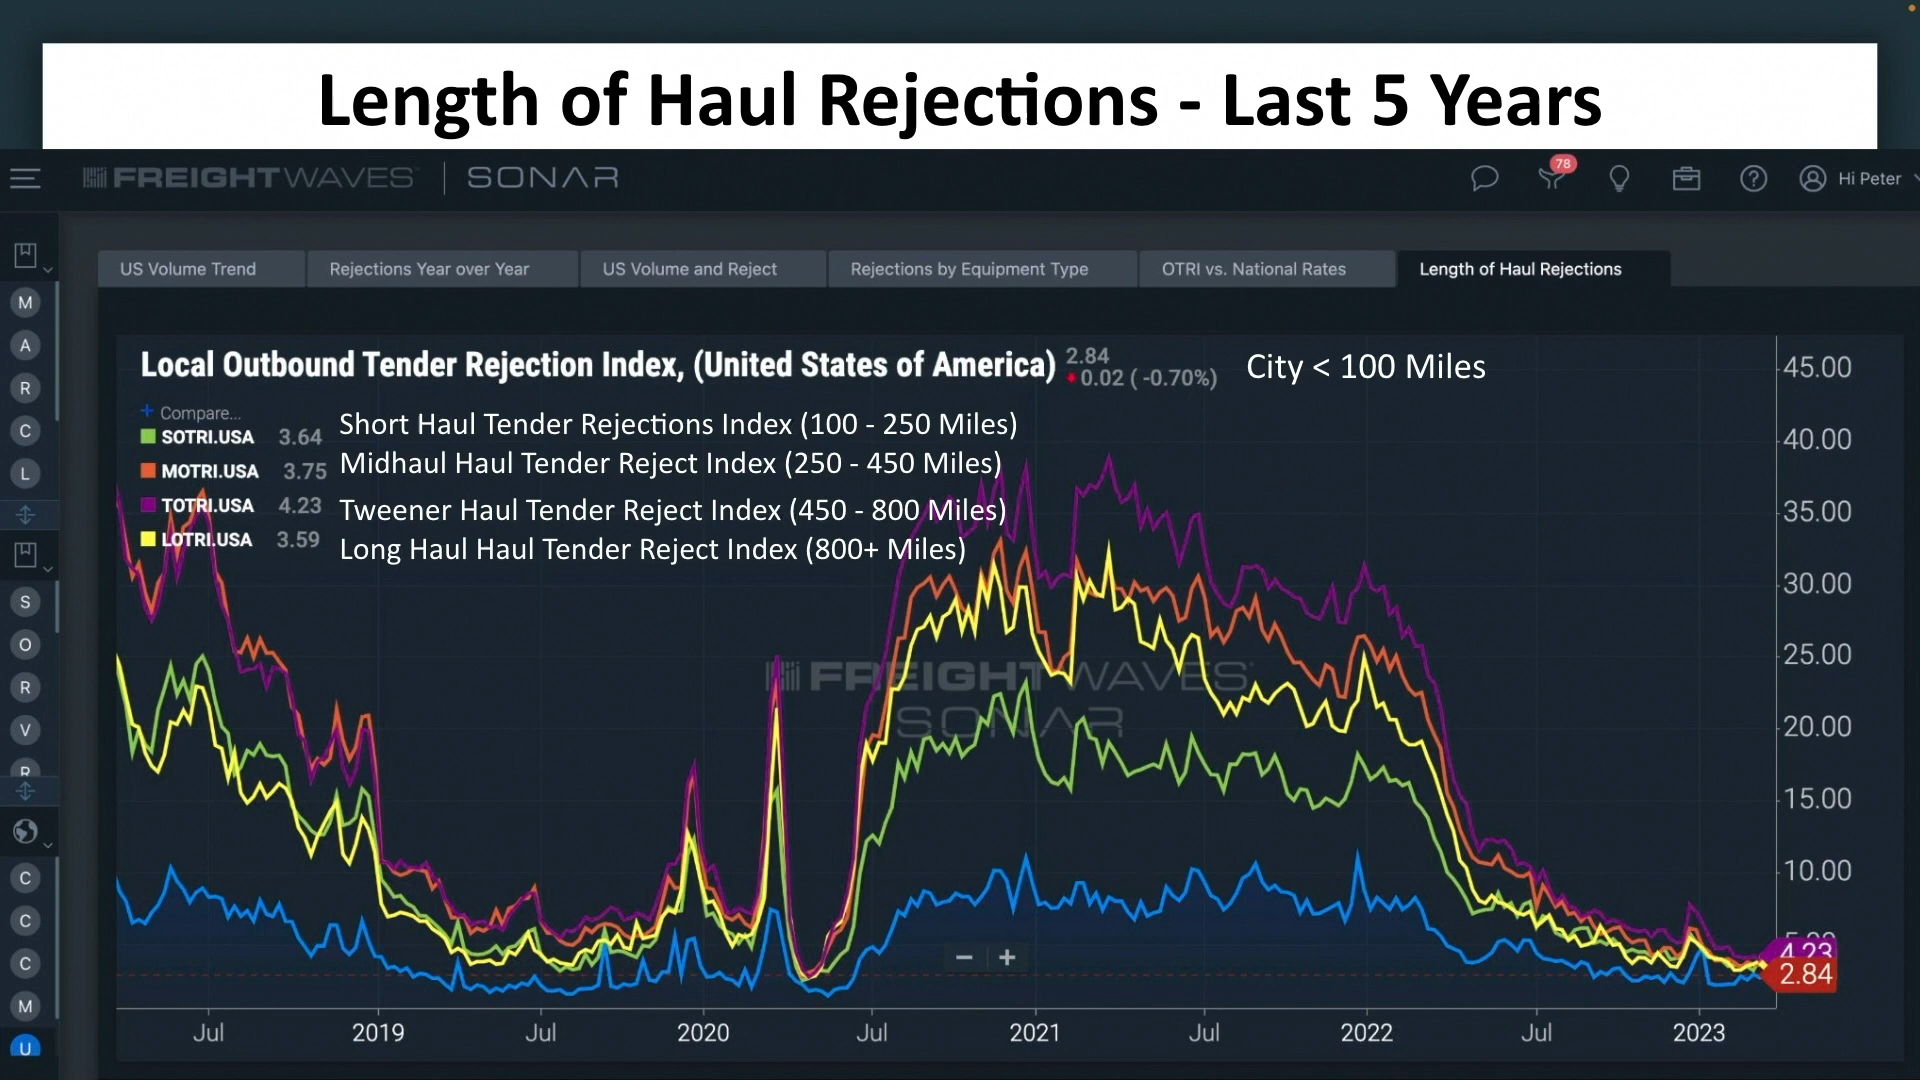 Length of Haul Rejections - Last 5 Years
FREIGHTWAVES | SONAR
78
Hi Peter
US Volume Trend
Rejections Year over Year
US Volume and Reject
Rejections by Equipment Type
OTRI vs. National Rates
Length of Haul Rejections
M
A
R
C
L
S
O
R
V
R
C
C
C
M
U
Local Outbound Tender Rejection Index, (United States of America)
2.84
0.02 ( -0.70%)
City < 100 Miles
+ Compare...
SOTRI.USA 3.64 Short Haul Tender Rejections Index (100 - 250 Miles)
MOTRI.USA 3.75 Midhaul Haul Tender Reject Index (250 - 450 Miles)
TOTRI.USA 4.23 Tweener Haul Tender Reject Index (450 - 800 Miles)
LOTRI.USA 3.59 Long Haul Haul Tender Reject Index (800+ Miles)
FREIGHTWAVES
SONAR
45.00
40.00
35.00
30.00
25.00
20.00
15.00
10.00
5.00
4.23
2.84
− +
Jul 2019 Jul 2020 Jul 2021 Jul 2022 Jul 2023